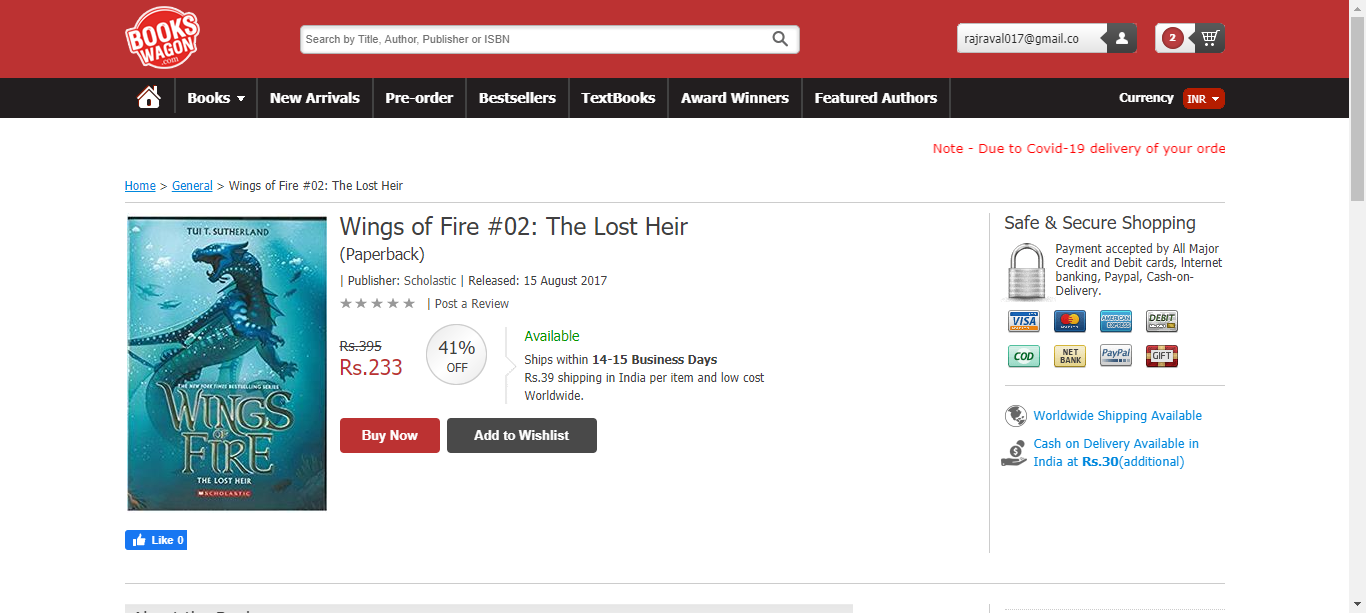 BOOKS
WAGON
.com
Search by Title, Author, Publisher or ISBN
rajraval017@gmail.co
2
Books
New Arrivals
Pre-order
Bestsellers
TextBooks
Award Winners
Featured Authors
Currency
INR
Note - Due to Covid-19 delivery of your orde
Home > General > Wings of Fire #02: The Lost Heir
TUI T. SUTHERLAND
THE NEW YORK TIMES BESTSELLING SERIES
WINGS
OF
FIRE
THE LOST HEIR
SCHOLASTIC
Like 0
Wings of Fire #02: The Lost Heir
(Paperback)
| Publisher: Scholastic | Released: 15 August 2017
| Post a Review
Rs.395
Rs.233
41%
OFF
Available
Ships within 14-15 Business Days
Rs.39 shipping in India per item and low cost
Worldwide.
Buy Now
Add to Wishlist
Safe & Secure Shopping
Payment accepted by All Major
Credit and Debit cards, Internet
banking, Paypal, Cash-on-
Delivery.
VISA
AMERICAN
EXPRESS
DEBIT
COD
NET
BANK
PayPal
GIFT
Worldwide Shipping Available
Cash on Delivery Available in
India at Rs.30(additional)